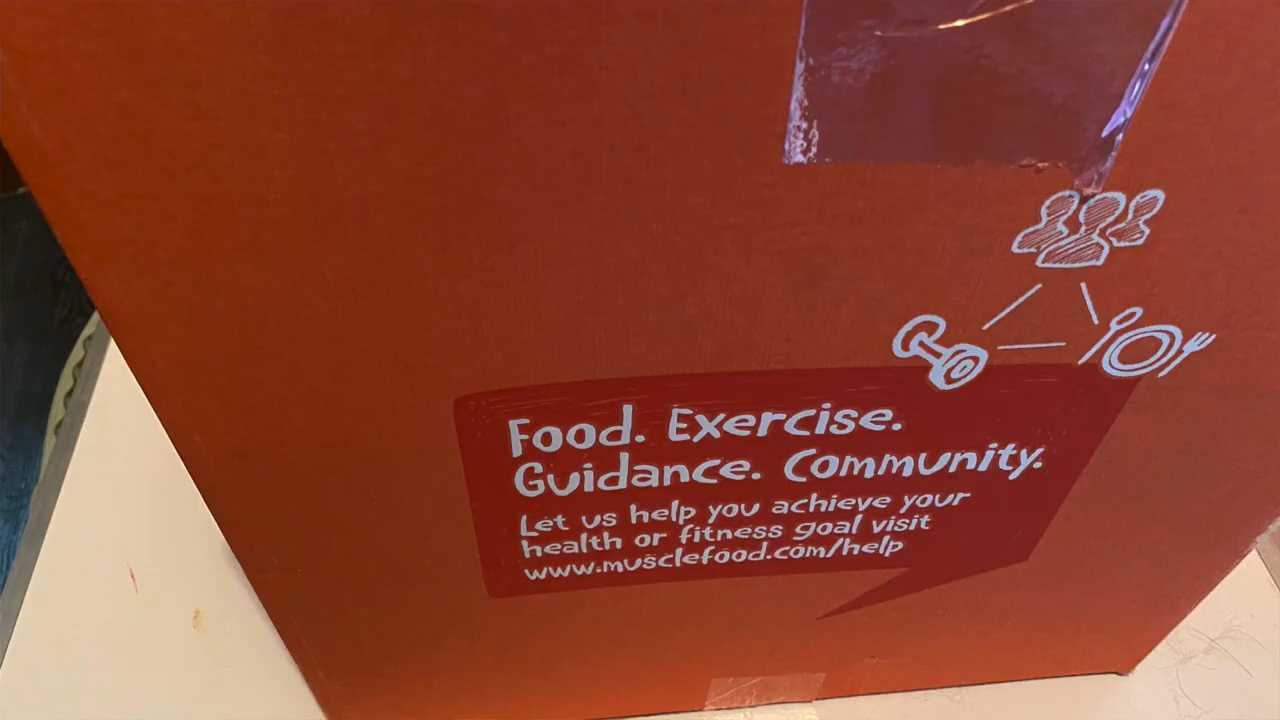 Food. Exercise.
Guidance. Community.
Let us help you achieve your
health or fitness goal visit
www.musclefood.com/help